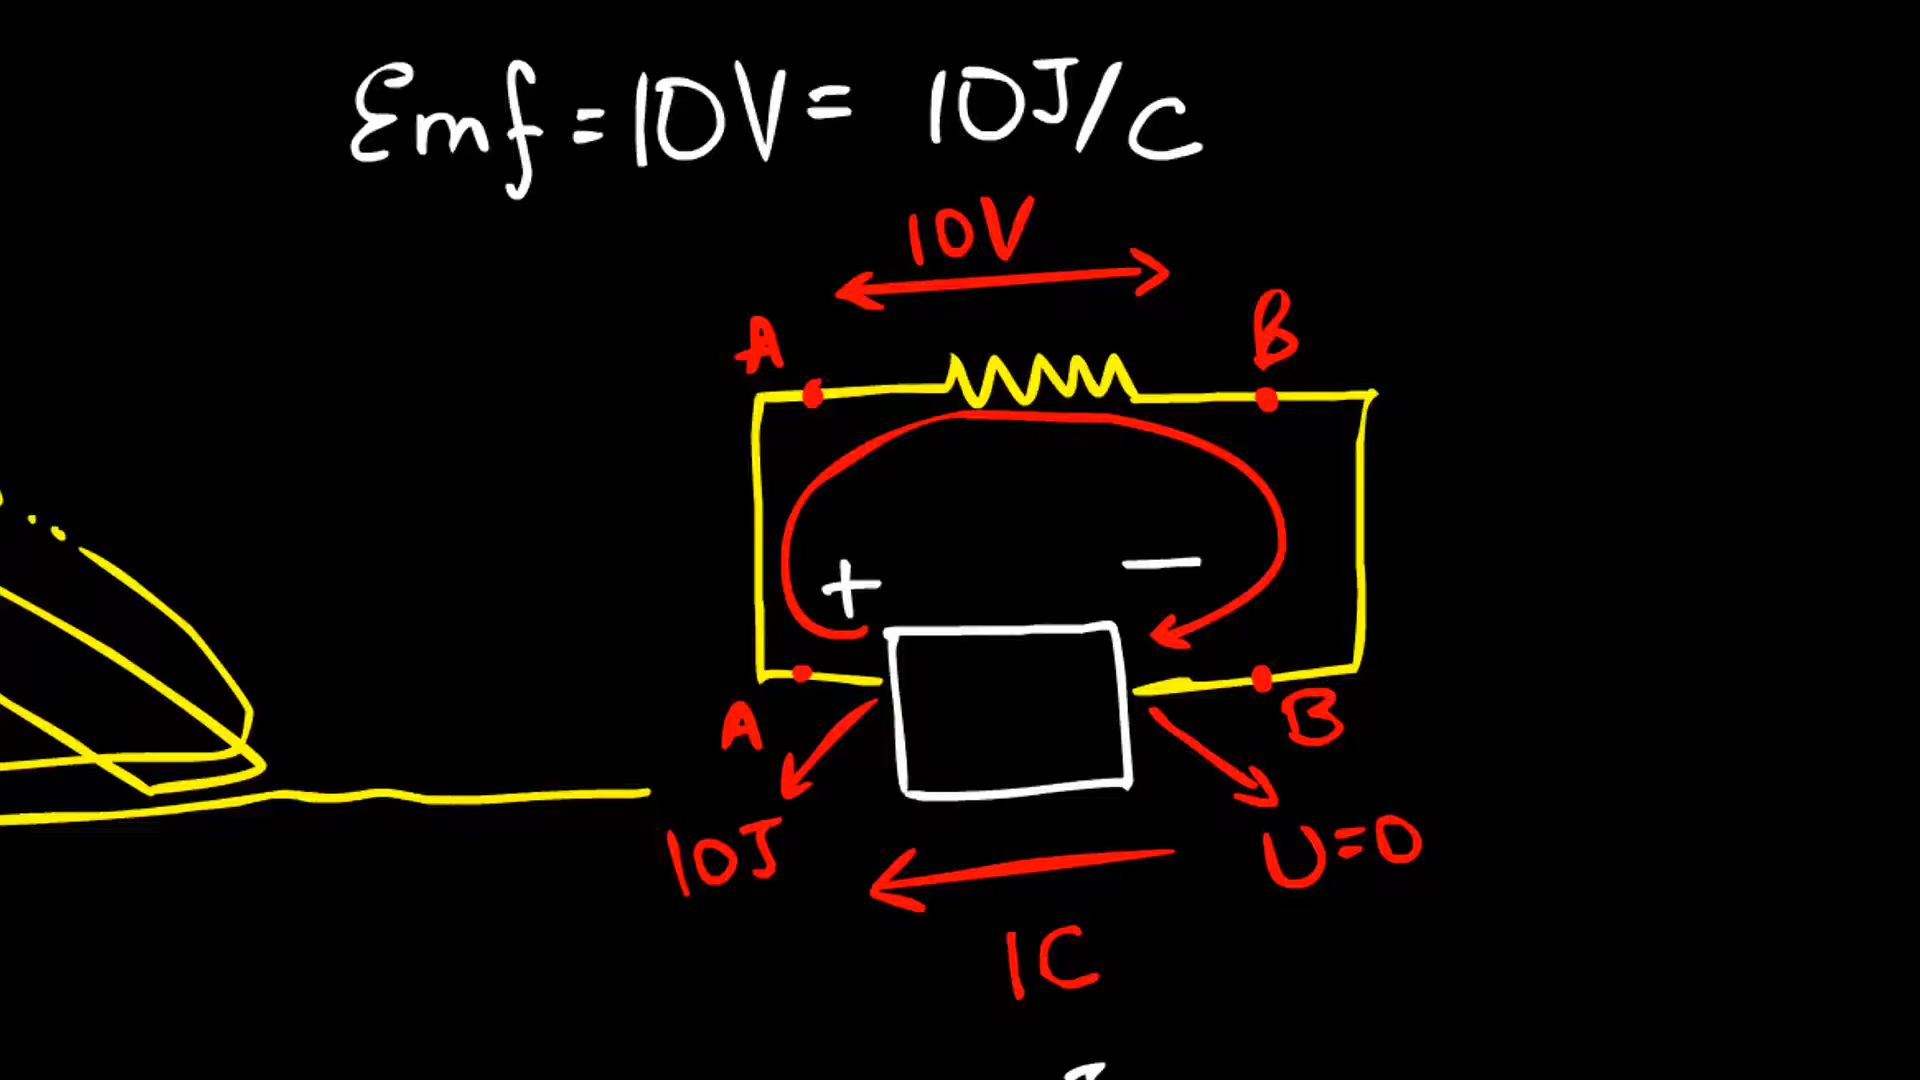 Emf = 10V = 10J/C
10V
A B
+ −
A B
10J U=0
1C